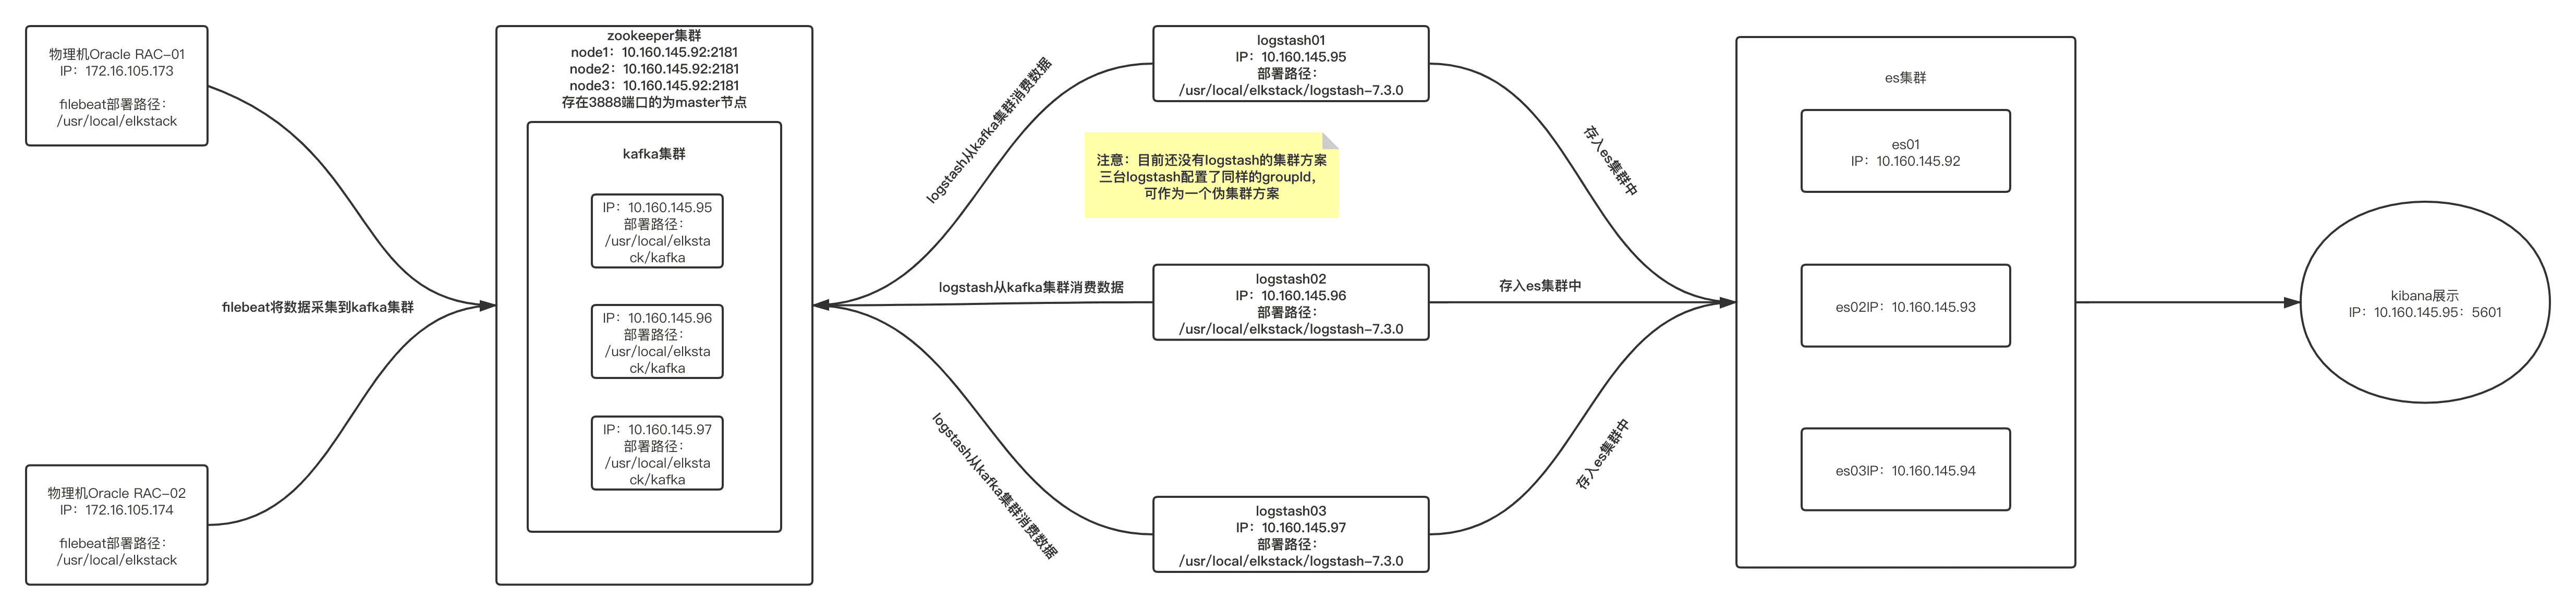 物理机Oracle RAC-01
IP：172.16.105.173
filebeat部署路径：
/usr/local/elkstack
物理机Oracle RAC-02
IP：172.16.105.174
filebeat部署路径：
/usr/local/elkstack
filebeat将数据采集到kafka集群
zookeeper集群
node1：10.160.145.92:2181
node2：10.160.145.92:2181
node3：10.160.145.92:2181
存在3888端口的为master节点
kafka集群
IP：10.160.145.95
部署路径：
/usr/local/elksta
ck/kafka
IP：10.160.145.96
部署路径：
/usr/local/elksta
ck/kafka
IP：10.160.145.97
部署路径：
/usr/local/elksta
ck/kafka
logstash从kafka集群消费数据
logstash从kafka集群消费数据
logstash从kafka集群消费数据
logstash01
IP：10.160.145.95
部署路径：
/usr/local/elkstack/logstash-7.3.0
注意：目前还没有logstash的集群方案
三台logstash配置了同样的groupId，
可作为一个伪集群方案
logstash02
IP：10.160.145.96
部署路径：
/usr/local/elkstack/logstash-7.3.0
logstash03
IP：10.160.145.97
部署路径：
/usr/local/elkstack/logstash-7.3.0
存入es集群中
存入es集群中
存入es集群中
es集群
es01
IP：10.160.145.92
es02IP：10.160.145.93
es03IP：10.160.145.94
kibana展示
IP：10.160.145.95：5601